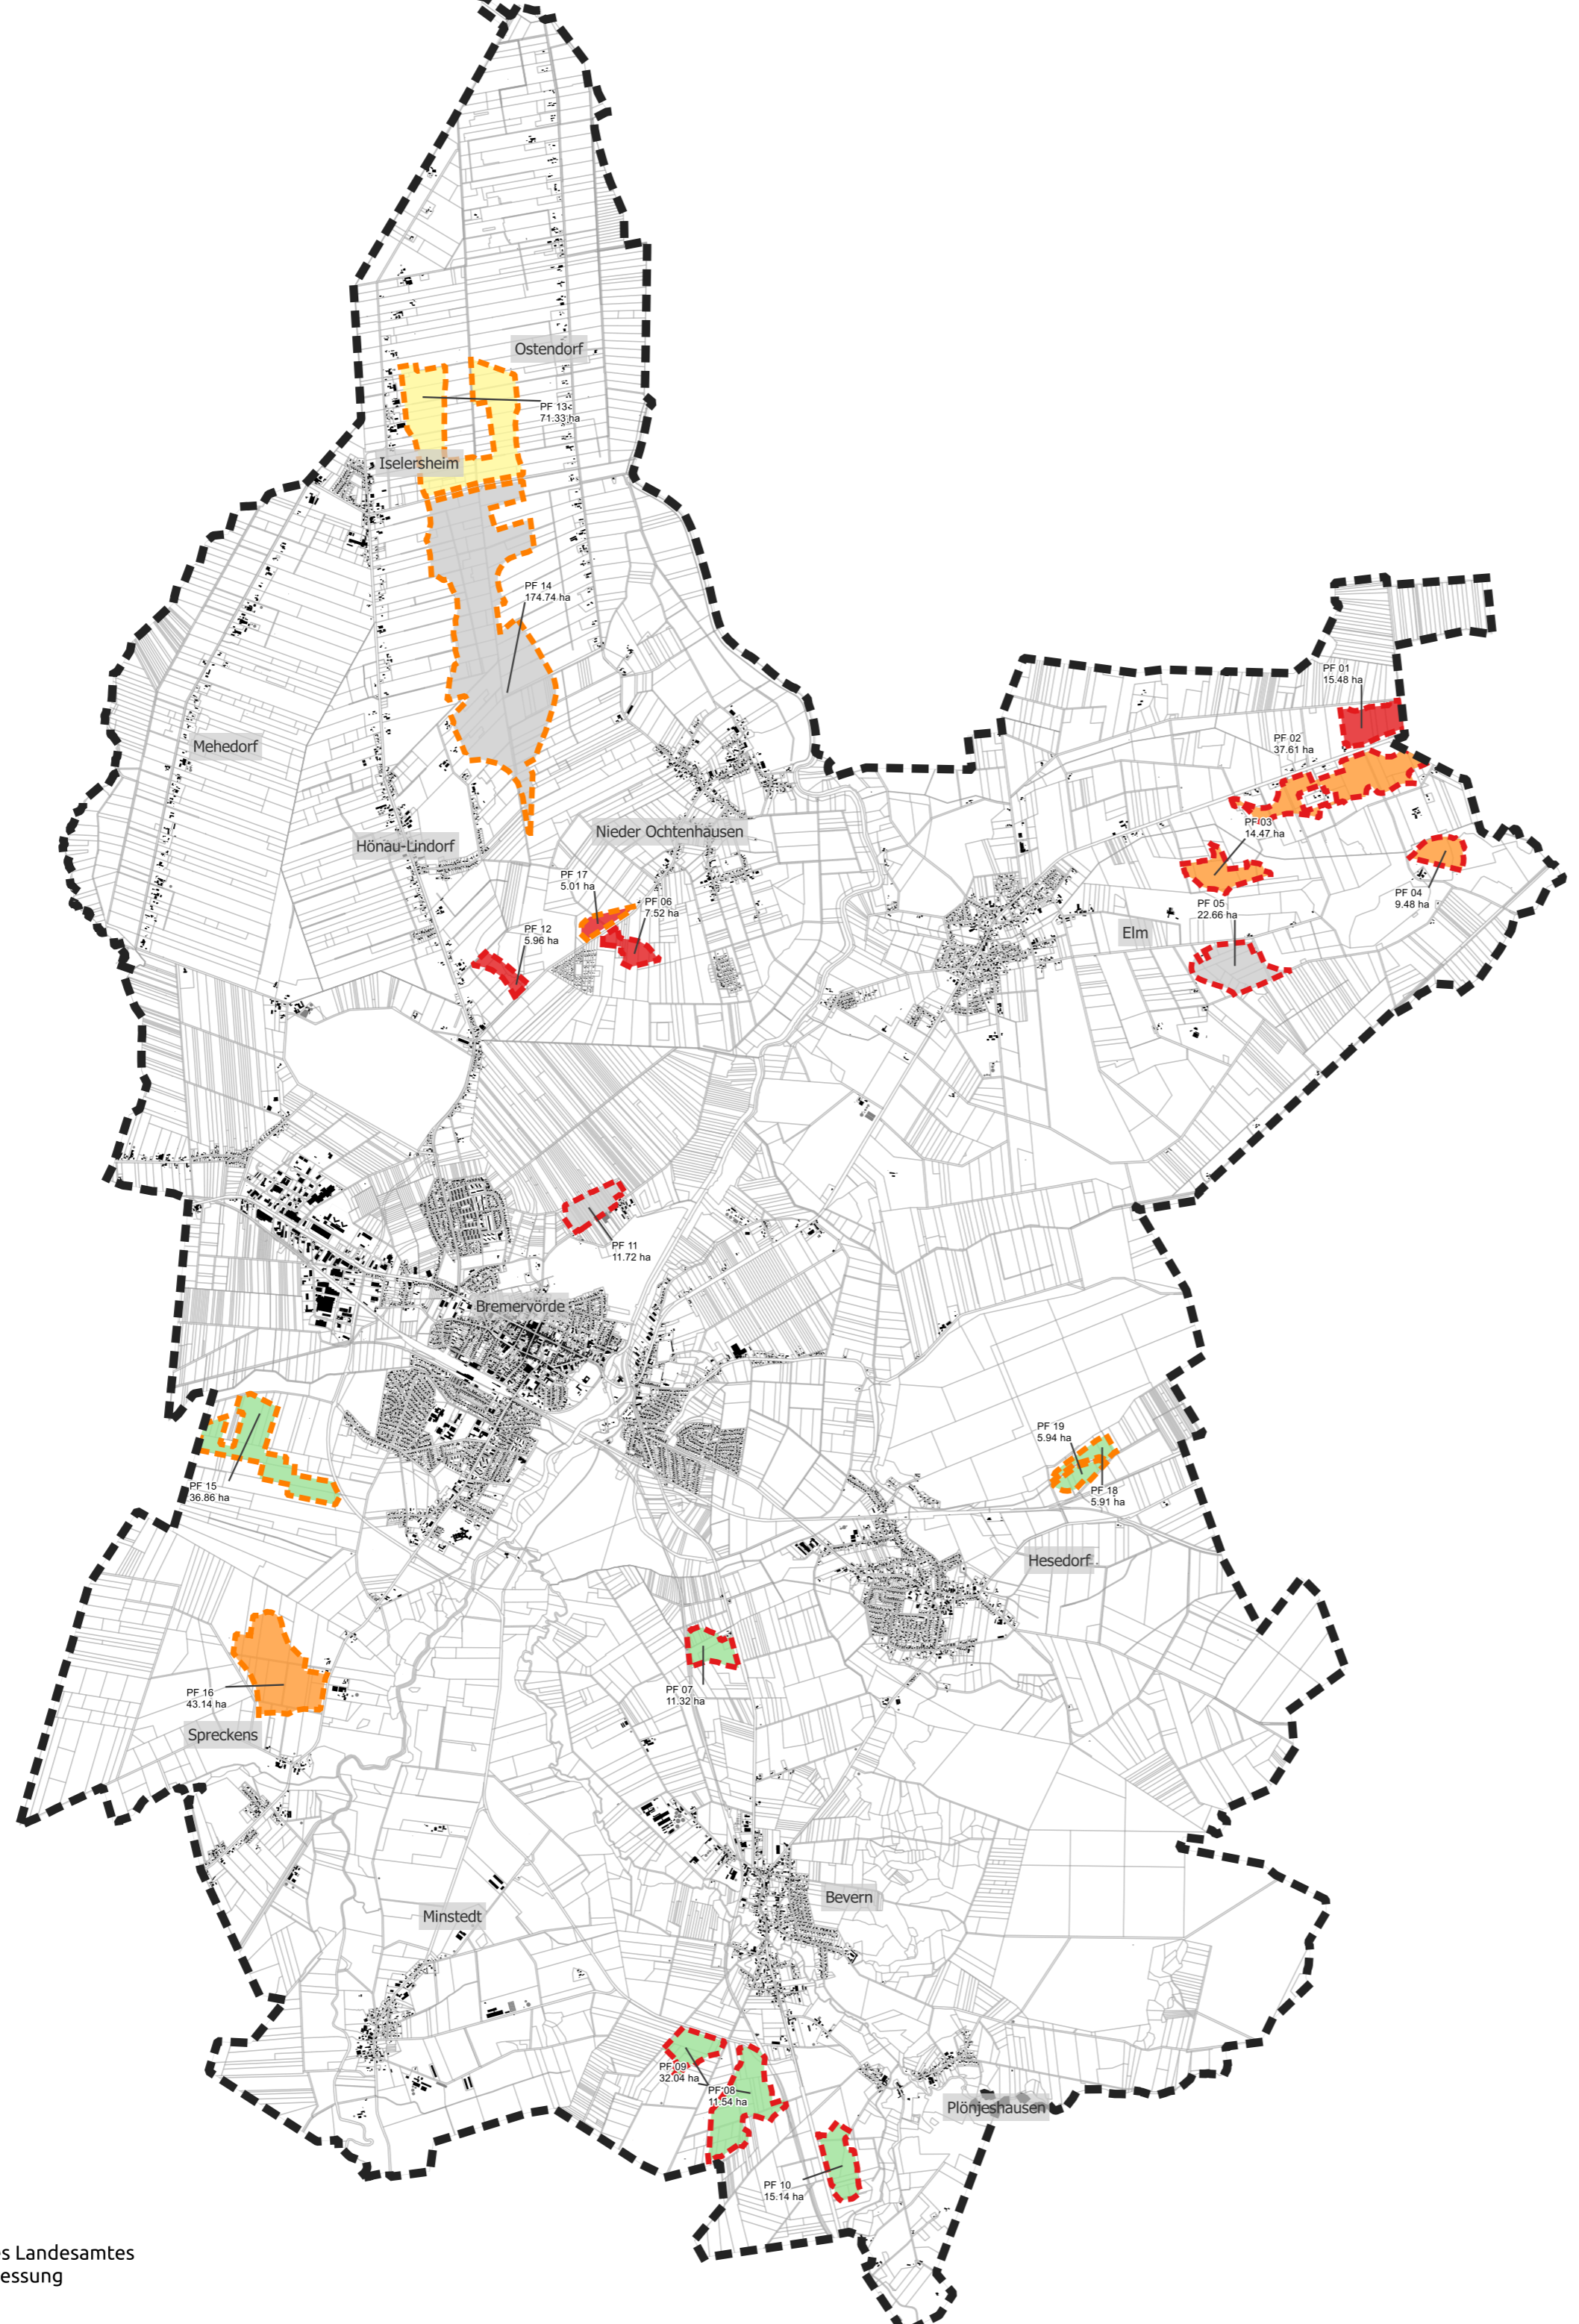 Ostendorf
PF 13
71.33 ha
Iselersheim
PF 14
174.74 ha
PF 01
15.48 ha
Mehedorf
PF 02
37.61 ha
PF 03
14.47 ha
Nieder Ochtenhausen
Hönau-Lindorf
PF 17
5.01 ha
PF 04
9.48 ha
PF 06
7.52 ha
PF 05
22.66 ha
PF 12
5.96 ha
Elm
PF 11
11.72 ha
Bremervörde
PF 19
5.94 ha
PF 15
36.86 ha
PF 18
5.91 ha
Hesedorf
PF 16
43.14 ha
PF 07
11.32 ha
Spreckens
Bevern
Minstedt
PF 09
32.04 ha
PF 08
11.54 ha
Plönjeshausen
PF 10
15.14 ha
s Landesamtes
essung